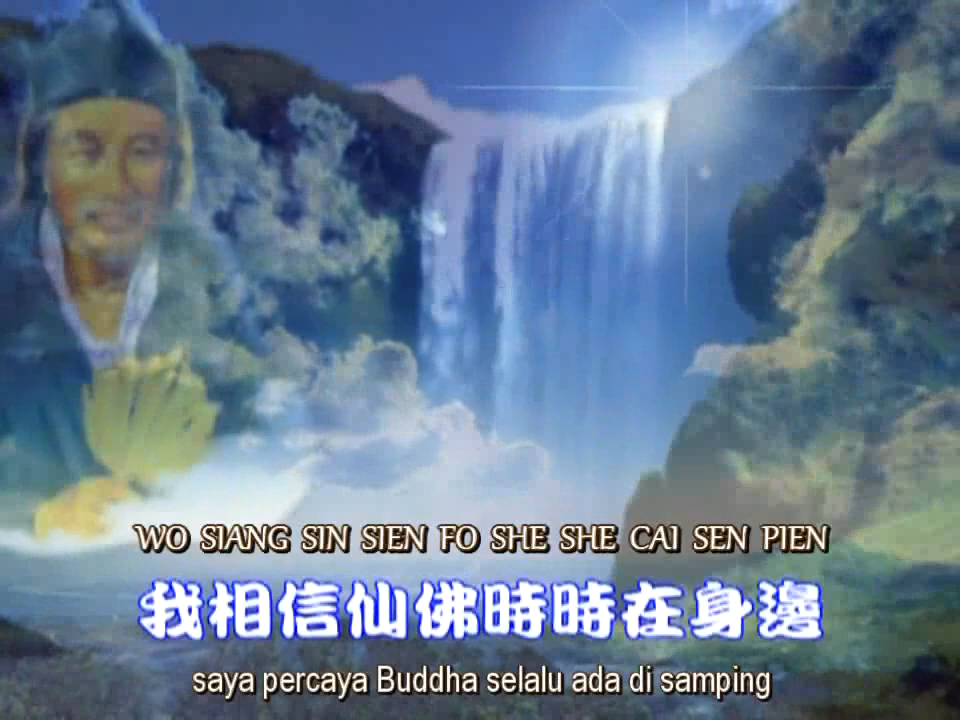 WO SIANG SIN SIEN FO SHE SHE CAI SEN PIEN
我相信仙佛時時在身邊
saya percaya Buddha selalu ada di samping